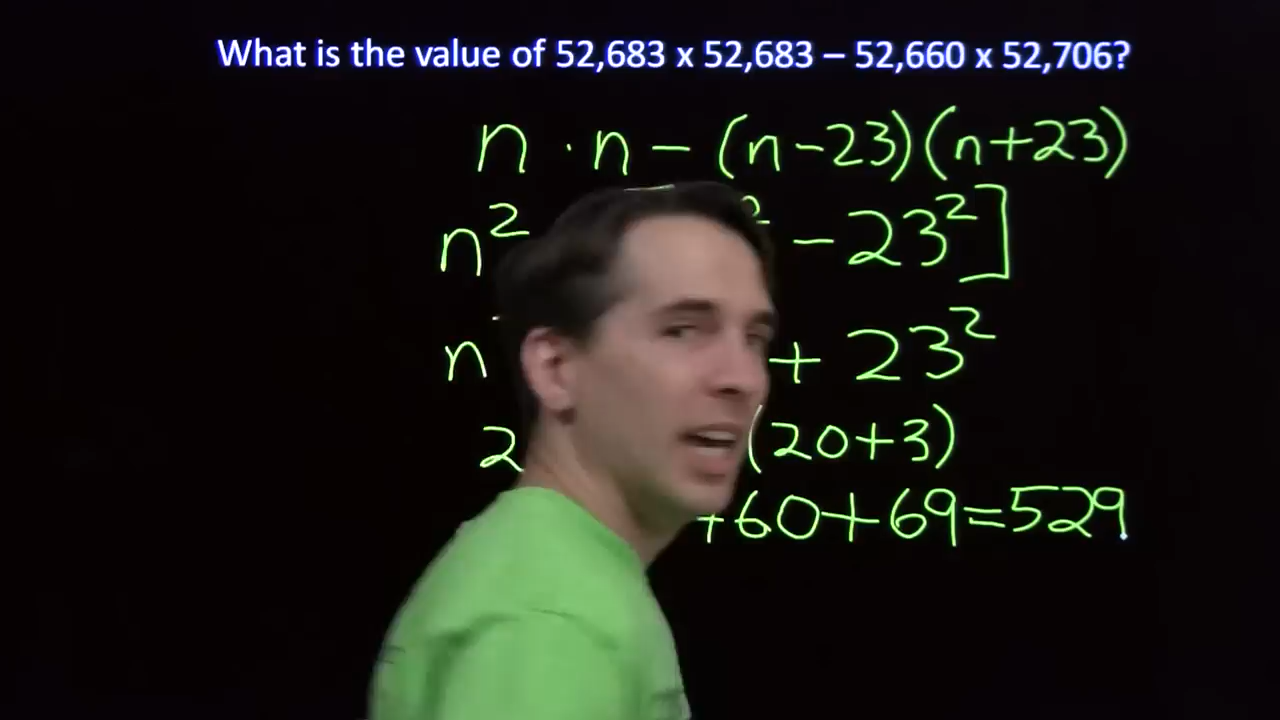 What is the value of 52,683 x 52,683 – 52,660 x 52,706?
n · n − (n−23)(n+23)
n² ² − 23²]
n + 23²
2 (20+3)
+60+69=529